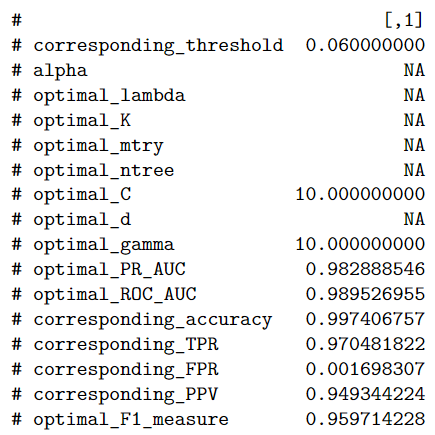 # [,1]
# corresponding_threshold 0.060000000
# alpha NA
# optimal_lambda NA
# optimal_K NA
# optimal_mtry NA
# optimal_ntree NA
# optimal_C 10.000000000
# optimal_d NA
# optimal_gamma 10.000000000
# optimal_PR_AUC 0.982888546
# optimal_ROC_AUC 0.989526955
# corresponding_accuracy 0.997406757
# corresponding_TPR 0.970481822
# corresponding_FPR 0.001698307
# corresponding_PPV 0.949344224
# optimal_F1_measure 0.959714228